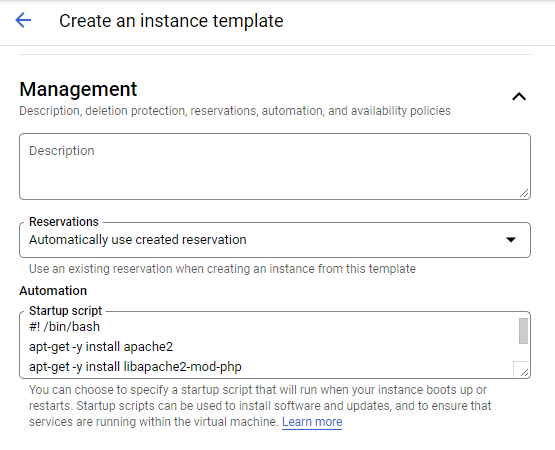 Create an instance template
Management
Description, deletion protection, reservations, automation, and availability policies
Description
Reservations
Automatically use created reservation
Use an existing reservation when creating an instance from this template
Automation
Startup script
#! /bin/bash
apt-get -y install apache2
apt-get -y install libapache2-mod-php
You can choose to specify a startup script that will run when your instance boots up or
restarts. Startup scripts can be used to install software and updates, and to ensure that
services are running within the virtual machine. Learn more